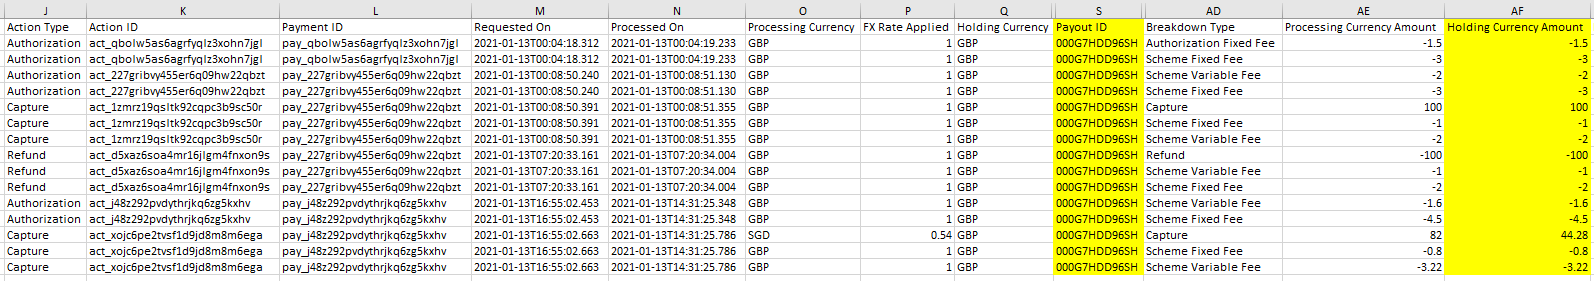 J K L M N O P Q S AD AE AF
Action Type Action ID Payment ID Requested On Processed On Processing Currency FX Rate Applied Holding Currency Payout ID Breakdown Type Processing Currency Amount Holding Currency Amount
Authorization act_qbolw5as6agrfyqlz3xohn7jgl pay_qbolw5as6agrfyqlz3xohn7jgl 2021-01-13T00:04:18.312 2021-01-13T00:04:19.233 GBP 1 GBP 000G7HDD96SH Authorization Fixed Fee -1.5 -1.5
Authorization act_qbolw5as6agrfyqlz3xohn7jgl pay_qbolw5as6agrfyqlz3xohn7jgl 2021-01-13T00:04:18.312 2021-01-13T00:04:19.233 GBP 1 GBP 000G7HDD96SH Scheme Fixed Fee -3 -3
Authorization act_227gribvy455er6q09hw22qbzt pay_227gribvy455er6q09hw22qbzt 2021-01-13T00:08:50.240 2021-01-13T00:08:51.130 GBP 1 GBP 000G7HDD96SH Scheme Variable Fee -2 -2
Authorization act_227gribvy455er6q09hw22qbzt pay_227gribvy455er6q09hw22qbzt 2021-01-13T00:08:50.240 2021-01-13T00:08:51.130 GBP 1 GBP 000G7HDD96SH Scheme Fixed Fee -3 -3
Capture act_1zmrz19qsltk92cqpc3b9sc50r pay_227gribvy455er6q09hw22qbzt 2021-01-13T00:08:50.391 2021-01-13T00:08:51.355 GBP 1 GBP 000G7HDD96SH Capture 100 100
Capture act_1zmrz19qsltk92cqpc3b9sc50r pay_227gribvy455er6q09hw22qbzt 2021-01-13T00:08:50.391 2021-01-13T00:08:51.355 GBP 1 GBP 000G7HDD96SH Scheme Fixed Fee -1 -1
Capture act_1zmrz19qsltk92cqpc3b9sc50r pay_227gribvy455er6q09hw22qbzt 2021-01-13T00:08:50.391 2021-01-13T00:08:51.355 GBP 1 GBP 000G7HDD96SH Scheme Variable Fee -2 -2
Refund act_d5xaz6soa4mr16jlgm4fnxon9s pay_227gribvy455er6q09hw22qbzt 2021-01-13T07:20:33.161 2021-01-13T07:20:34.004 GBP 1 GBP 000G7HDD96SH Refund -100 -100
Refund act_d5xaz6soa4mr16jlgm4fnxon9s pay_227gribvy455er6q09hw22qbzt 2021-01-13T07:20:33.161 2021-01-13T07:20:34.004 GBP 1 GBP 000G7HDD96SH Scheme Variable Fee -1 -1
Refund act_d5xaz6soa4mr16jlgm4fnxon9s pay_227gribvy455er6q09hw22qbzt 2021-01-13T07:20:33.161 2021-01-13T07:20:34.004 GBP 1 GBP 000G7HDD96SH Scheme Fixed Fee -2 -2
Authorization act_j48z292pvdythrjkq6zg5kxhv pay_j48z292pvdythrjkq6zg5kxhv 2021-01-13T16:55:02.453 2021-01-13T14:31:25.348 GBP 1 GBP 000G7HDD96SH Scheme Variable Fee -1.6 -1.6
Authorization act_j48z292pvdythrjkq6zg5kxhv pay_j48z292pvdythrjkq6zg5kxhv 2021-01-13T16:55:02.453 2021-01-13T14:31:25.348 GBP 1 GBP 000G7HDD96SH Scheme Fixed Fee -4.5 -4.5
Capture act_xojc6pe2tvsf1d9jd8m8m6ega pay_j48z292pvdythrjkq6zg5kxhv 2021-01-13T16:55:02.663 2021-01-13T14:31:25.786 SGD 0.54 GBP 000G7HDD96SH Capture 82 44.28
Capture act_xojc6pe2tvsf1d9jd8m8m6ega pay_j48z292pvdythrjkq6zg5kxhv 2021-01-13T16:55:02.663 2021-01-13T14:31:25.786 GBP 1 GBP 000G7HDD96SH Scheme Fixed Fee -0.8 -0.8
Capture act_xojc6pe2tvsf1d9jd8m8m6ega pay_j48z292pvdythrjkq6zg5kxhv 2021-01-13T16:55:02.663 2021-01-13T14:31:25.786 GBP 1 GBP 000G7HDD96SH Scheme Variable Fee -3.22 -3.22